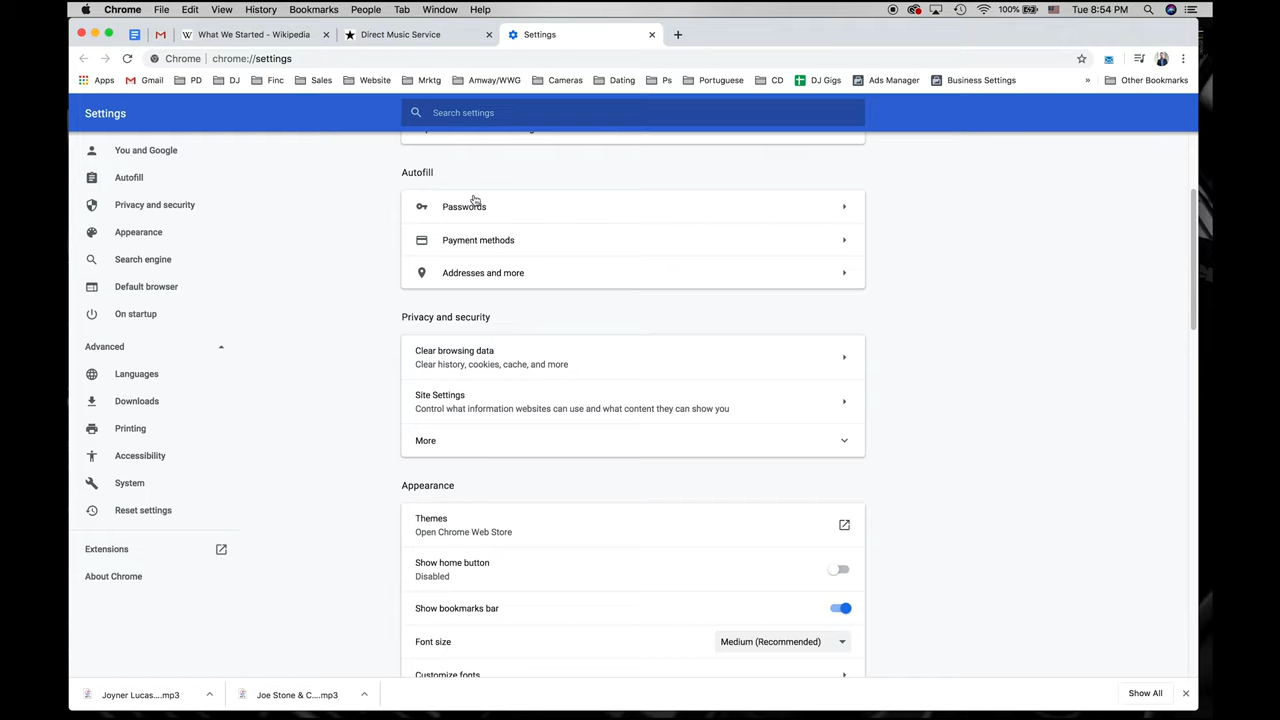 Chrome File Edit View History Bookmarks People Tab Window Help 100% Tue 8:54 PM
What We Started - Wikipedia Direct Music Service Settings
Chrome | chrome://settings
Apps Gmail PD DJ Finc Sales Website Mrktg Amway/WWG Cameras Dating Ps Portuguese CD DJ Gigs Ads Manager Business Settings » Other Bookmarks
Settings
Search settings
You and Google
Autofill
Privacy and security
Appearance
Search engine
Default browser
On startup
Advanced
Languages
Downloads
Printing
Accessibility
System
Reset settings
Extensions
About Chrome
Autofill
Passwords
Payment methods
Addresses and more
Privacy and security
Clear browsing data
Clear history, cookies, cache, and more
Site Settings
Control what information websites can use and what content they can show you
More
Appearance
Themes
Open Chrome Web Store
Show home button
Disabled
Show bookmarks bar
Font size Medium (Recommended)
Customize fonts
Joyner Lucas....mp3 Joe Stone & C....mp3 Show All